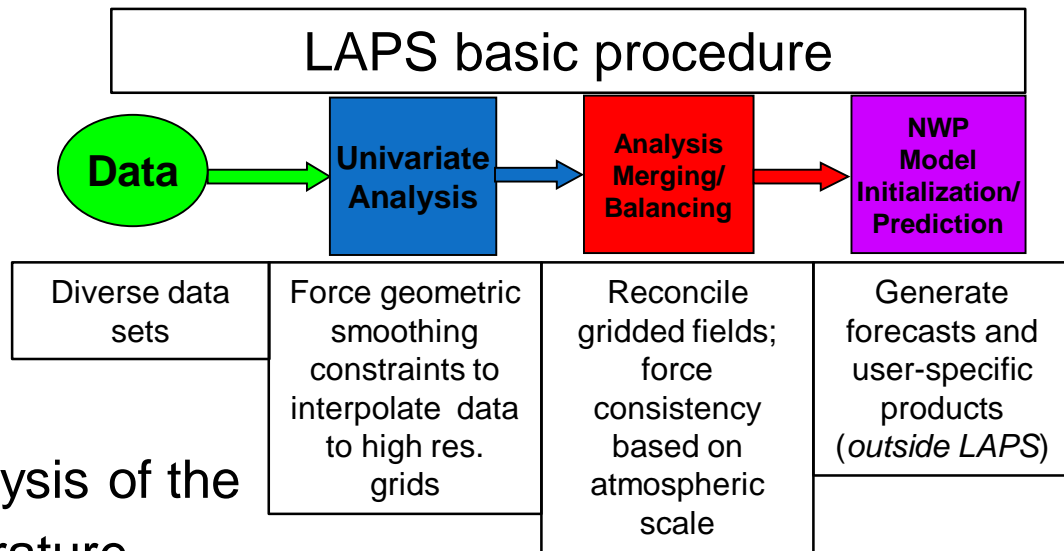 LAPS basic procedure
Data
Univariate
Analysis
Analysis
Merging/
Balancing
NWP
Model
Initialization/
Prediction
Diverse data
sets
Force geometric
smoothing
constraints to
interpolate data
to high res.
grids
Reconcile
gridded fields;
force
consistency
based on
atmospheric
scale
Generate
forecasts and
user-specific
products
(outside LAPS)
of the